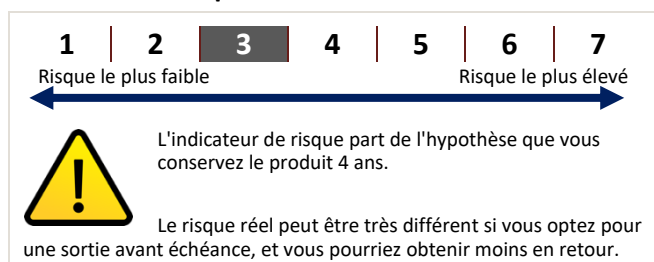 1 2 3 4 5 6 7
Risque le plus faible Risque le plus élevé
L'indicateur de risque part de l'hypothèse que vous
conservez le produit 4 ans.
Le risque réel peut être très différent si vous optez pour
une sortie avant échéance, et vous pourriez obtenir moins en retour.